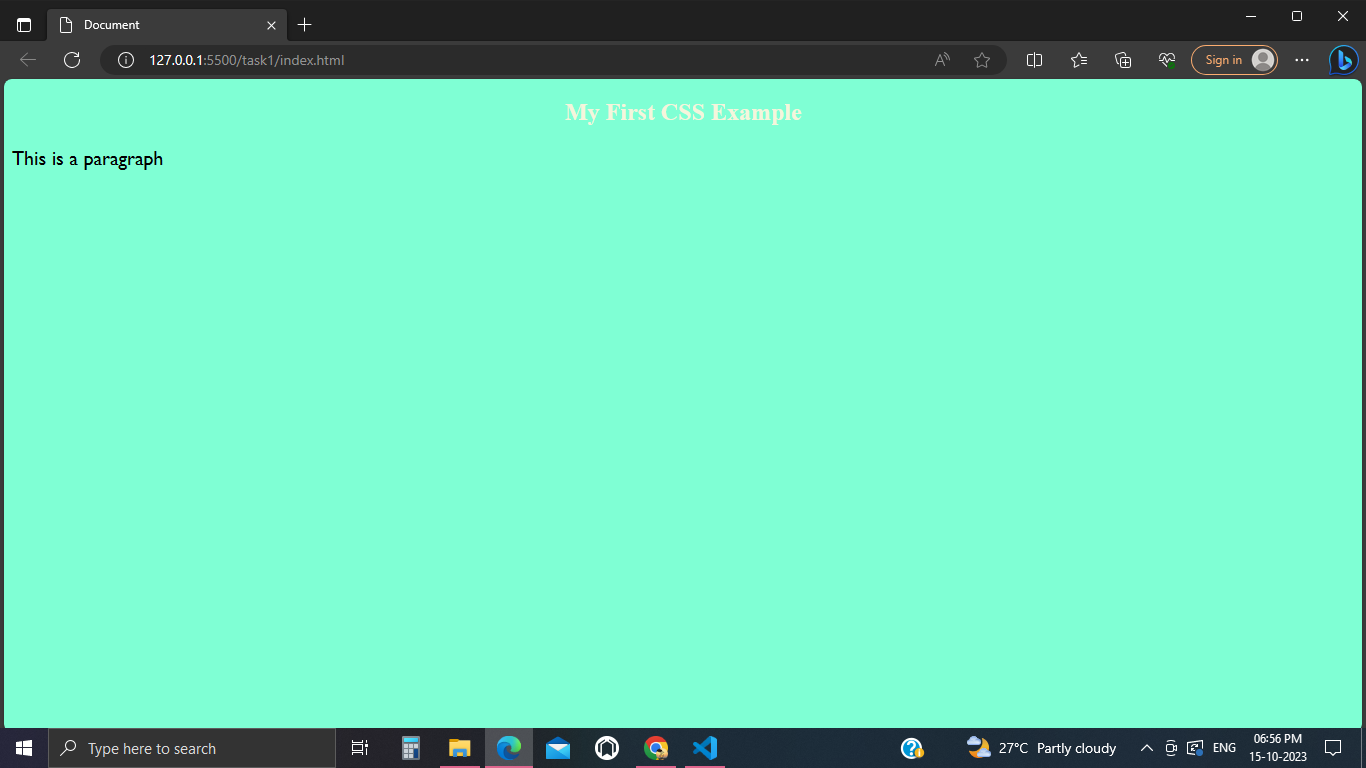 Document
127.0.0.1:5500/task1/index.html
Sign in
My First CSS Example
This is a paragraph
Type here to search
27°C Partly cloudy
ENG
06:56 PM
15-10-2023